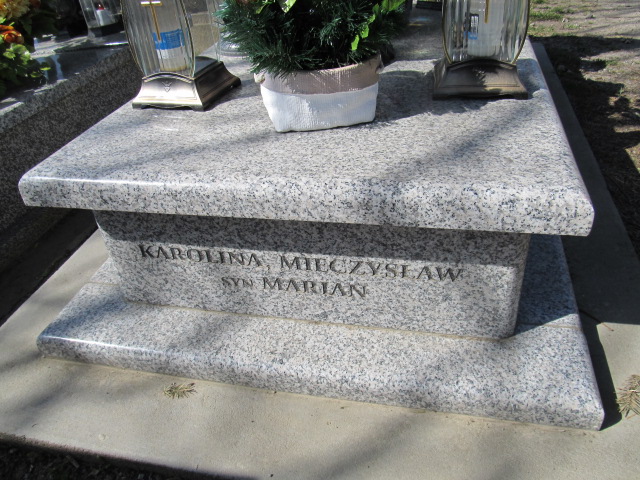 KAROLINA, MIECZYSŁAW
SYN MARIAN